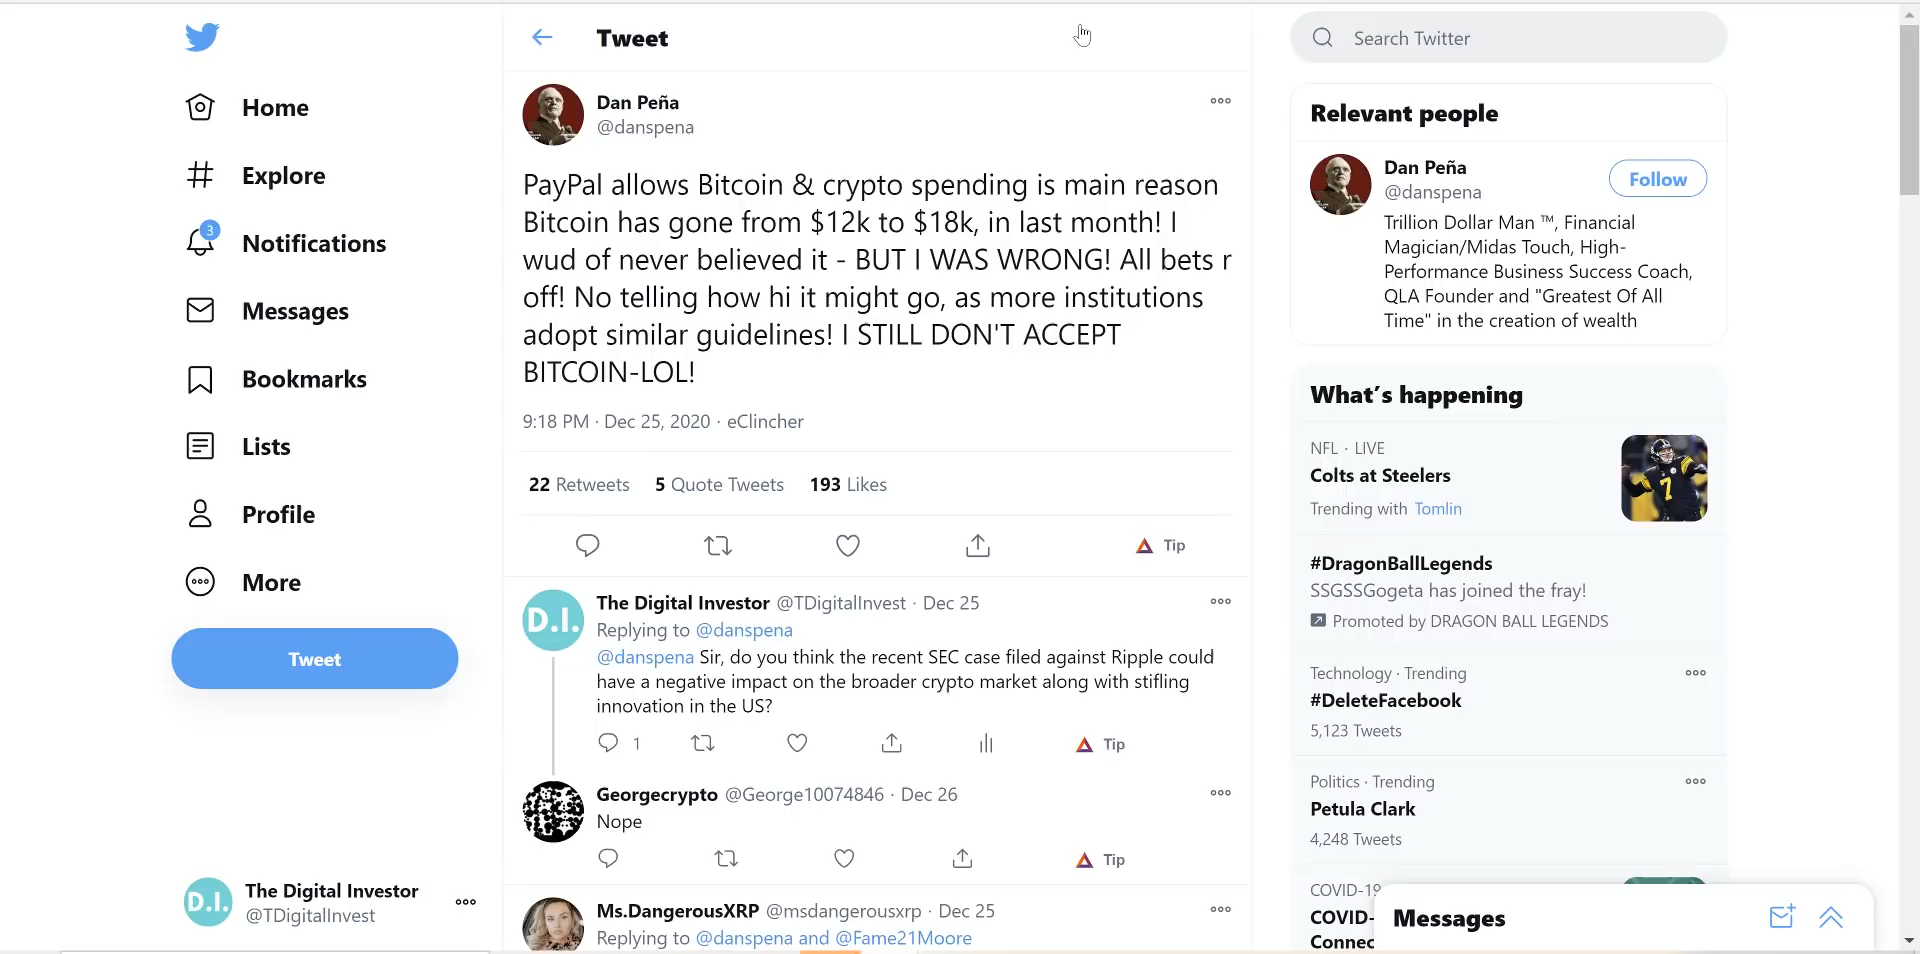 Home
Explore
3
Notifications
Messages
Bookmarks
Lists
Profile
More
Tweet
D.I.
The Digital Investor
@TDigitalInvest
Tweet
Dan Peña
@danspena
PayPal allows Bitcoin & crypto spending is main reason
Bitcoin has gone from $12k to $18k, in last month! I
wud of never believed it - BUT I WAS WRONG! All bets r
off! No telling how hi it might go, as more institutions
adopt similar guidelines! I STILL DON'T ACCEPT
BITCOIN-LOL!
9:18 PM · Dec 25, 2020 · eClincher
22 Retweets 5 Quote Tweets 193 Likes
Tip
D.I.
The Digital Investor @TDigitalInvest · Dec 25
Replying to @danspena
@danspena Sir, do you think the recent SEC case filed against Ripple could
have a negative impact on the broader crypto market along with stifling
innovation in the US?
1 Tip
Georgecrypto @George10074846 · Dec 26
Nope
Tip
Ms.DangerousXRP @msdangerousxrp · Dec 25
Replying to @danspena and @Fame21Moore
Search Twitter
Relevant people
Dan Peña
@danspena
Follow
Trillion Dollar Man ™, Financial
Magician/Midas Touch, High-
Performance Business Success Coach,
QLA Founder and "Greatest Of All
Time" in the creation of wealth
What's happening
NFL · LIVE
Colts at Steelers
Trending with Tomlin
7
#DragonBallLegends
SSGSSGogeta has joined the fray!
Promoted by DRAGON BALL LEGENDS
Technology · Trending
#DeleteFacebook
5,123 Tweets
Politics · Trending
Petula Clark
4,248 Tweets
COVID-19
COVID-
Connec
Messages